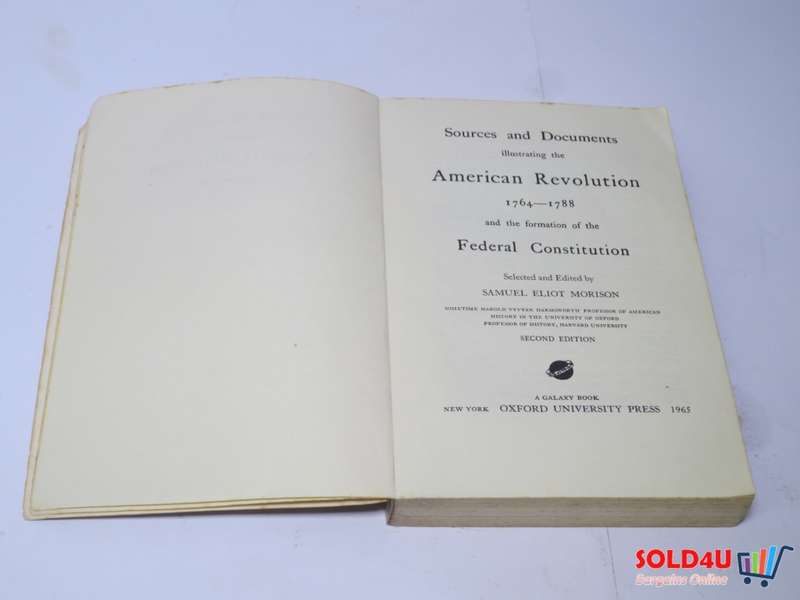 Sources and Documents
illustrating the
American Revolution
1764—1788
and the formation of the
Federal Constitution
Selected and Edited by
SAMUEL ELIOT MORISON
SOMETIME HAROLD VYVYAN HARMSWORTH PROFESSOR OF AMERICAN
HISTORY IN THE UNIVERSITY OF OXFORD
PROFESSOR OF HISTORY, HARVARD UNIVERSITY
SECOND EDITION
A GALAXY BOOK
NEW YORK OXFORD UNIVERSITY PRESS 1965
SOLD4U
Bargains Online